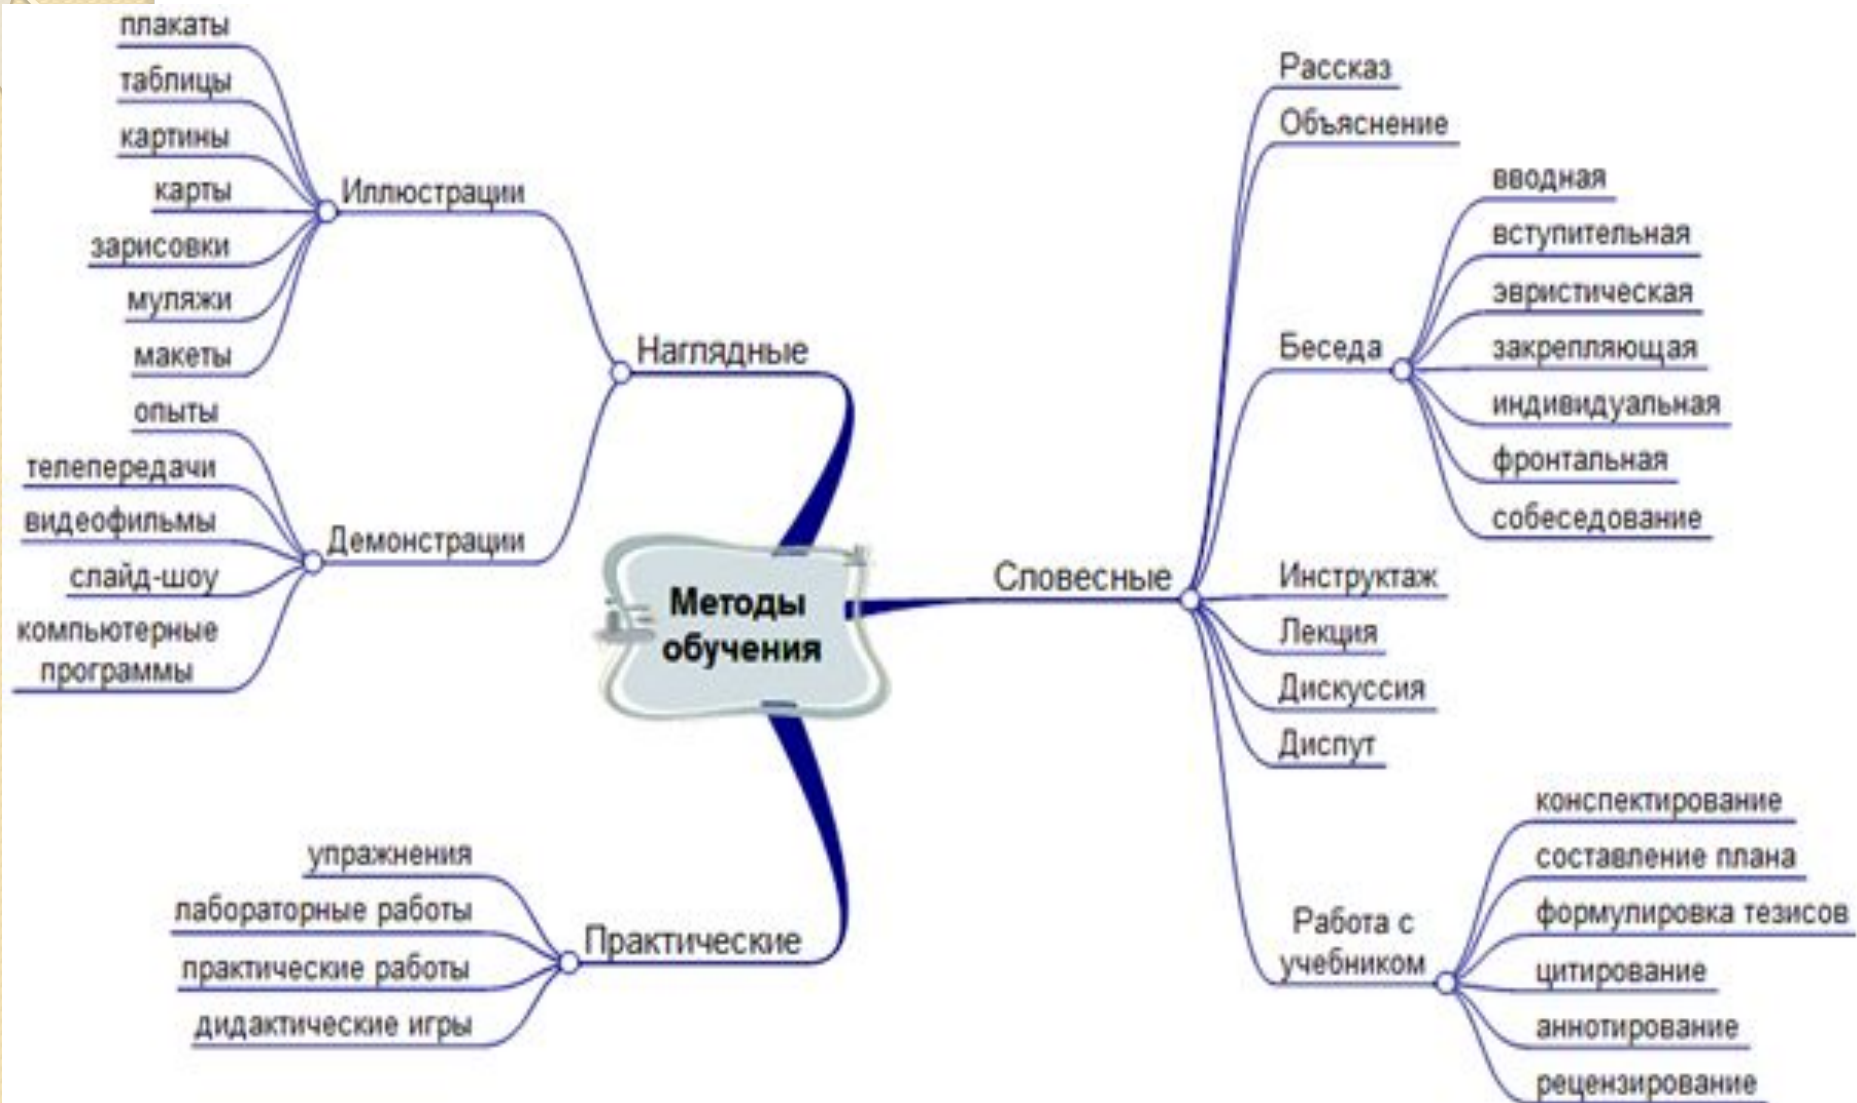 плакаты
таблицы
картины
карты
зарисовки
муляжи
макеты
Иллюстрации
опыты
телепередачи
видеофильмы
слайд-шоу
компьютерные
программы
Демонстрации
Наглядные
Методы
обучения
упражнения
лабораторные работы
практические работы
дидактические игры
Практические
Словесные
Рассказ
Объяснение
Беседа
вводная
вступительная
эвристическая
закрепляющая
индивидуальная
фронтальная
собеседование
Инструктаж
Лекция
Дискуссия
Диспут
Работа с
учебником
конспектирование
составление плана
формулировка тезисов
цитирование
аннотирование
рецензирование